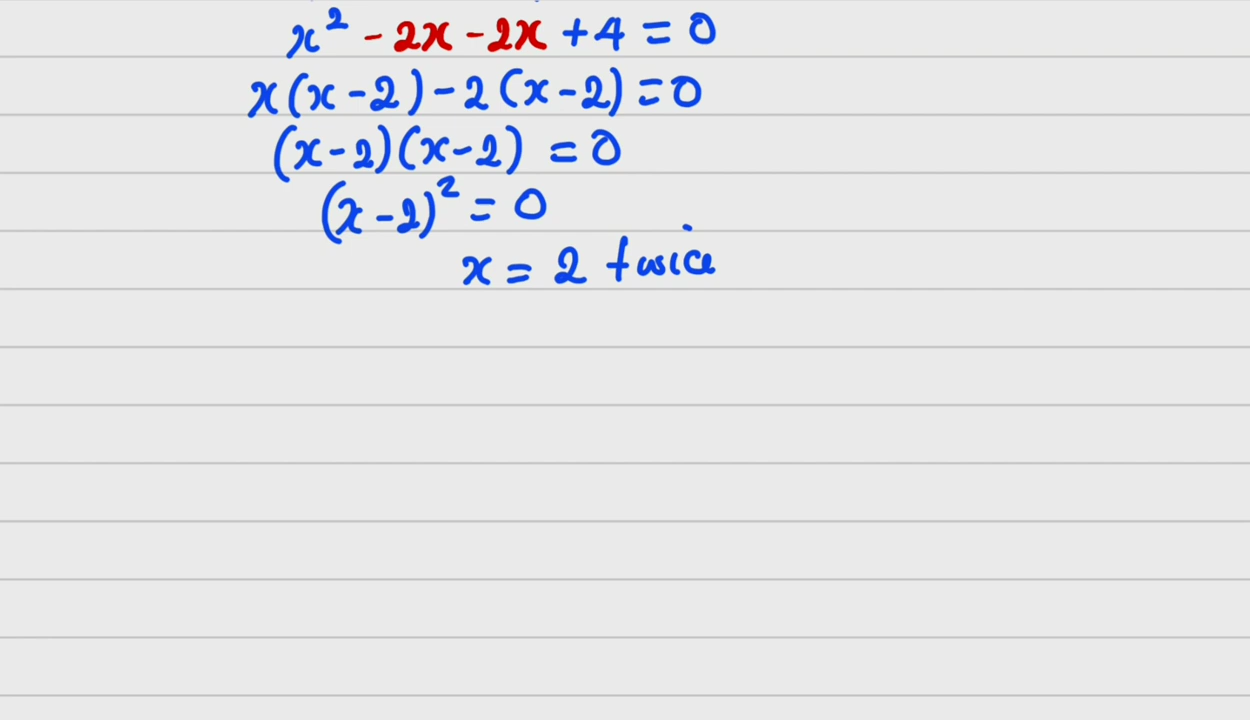 x² - 2x - 2x + 4 = 0
x(x - 2) - 2(x - 2) = 0
(x - 2)(x - 2) = 0
(x - 2)² = 0
x = 2 twice